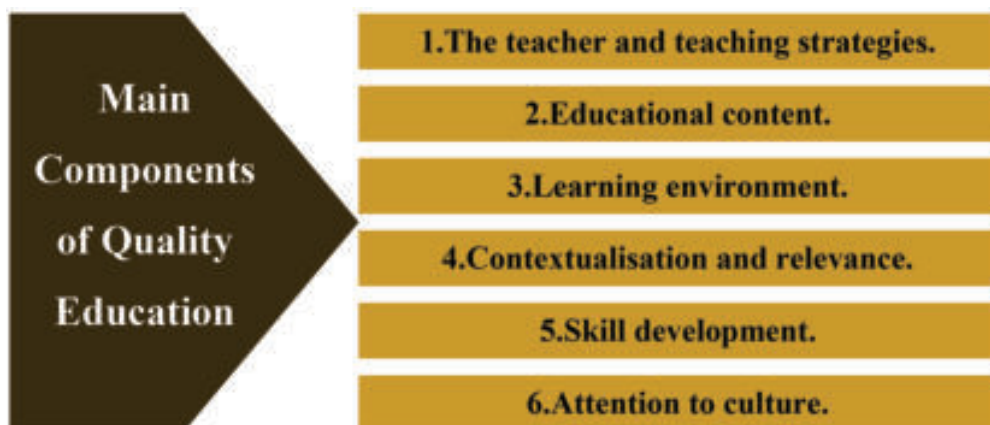 Main
Components
of Quality
Education
1.The teacher and teaching strategies.
2.Educational content.
3.Learning environment.
4.Contextualisation and relevance.
5.Skill development.
6.Attention to culture.